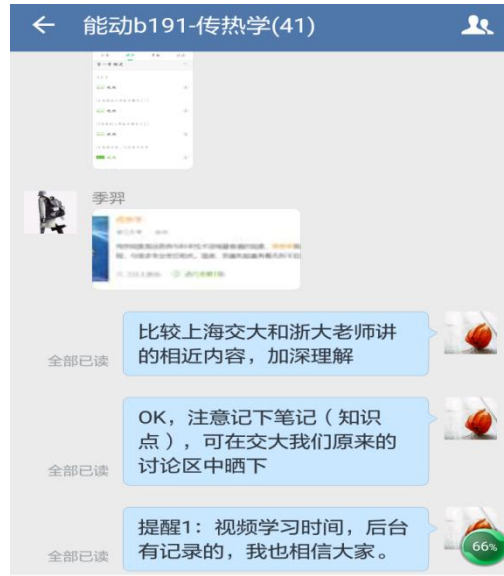 能动b191-传热学(41)
季羿
比较上海交大和浙大老师讲
的相近内容，加深理解
全部已读
OK，注意记下笔记（知识
点），可在交大我们原来的
讨论区中晒下
全部已读
提醒1：视频学习时间，后台
有记录的，我也相信大家。
全部已读
66%